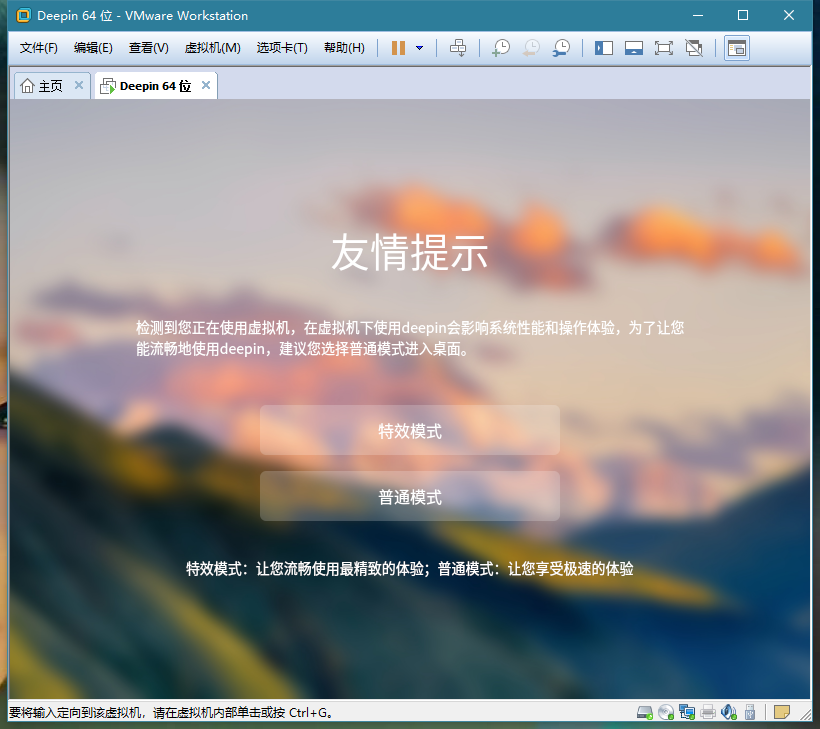 Deepin 64 位 - VMware Workstation
文件(F) 编辑(E) 查看(V) 虚拟机(M) 选项卡(T) 帮助(H)
主页 Deepin 64 位
友情提示
检测到您正在使用虚拟机，在虚拟机下使用deepin会影响系统性能和操作体验，为了让您
能流畅地使用deepin，建议您选择普通模式进入桌面。
特效模式
普通模式
特效模式：让您流畅使用最精致的体验；普通模式：让您享受极速的体验
要将输入定向到该虚拟机，请在虚拟机内部单击或按 Ctrl+G。